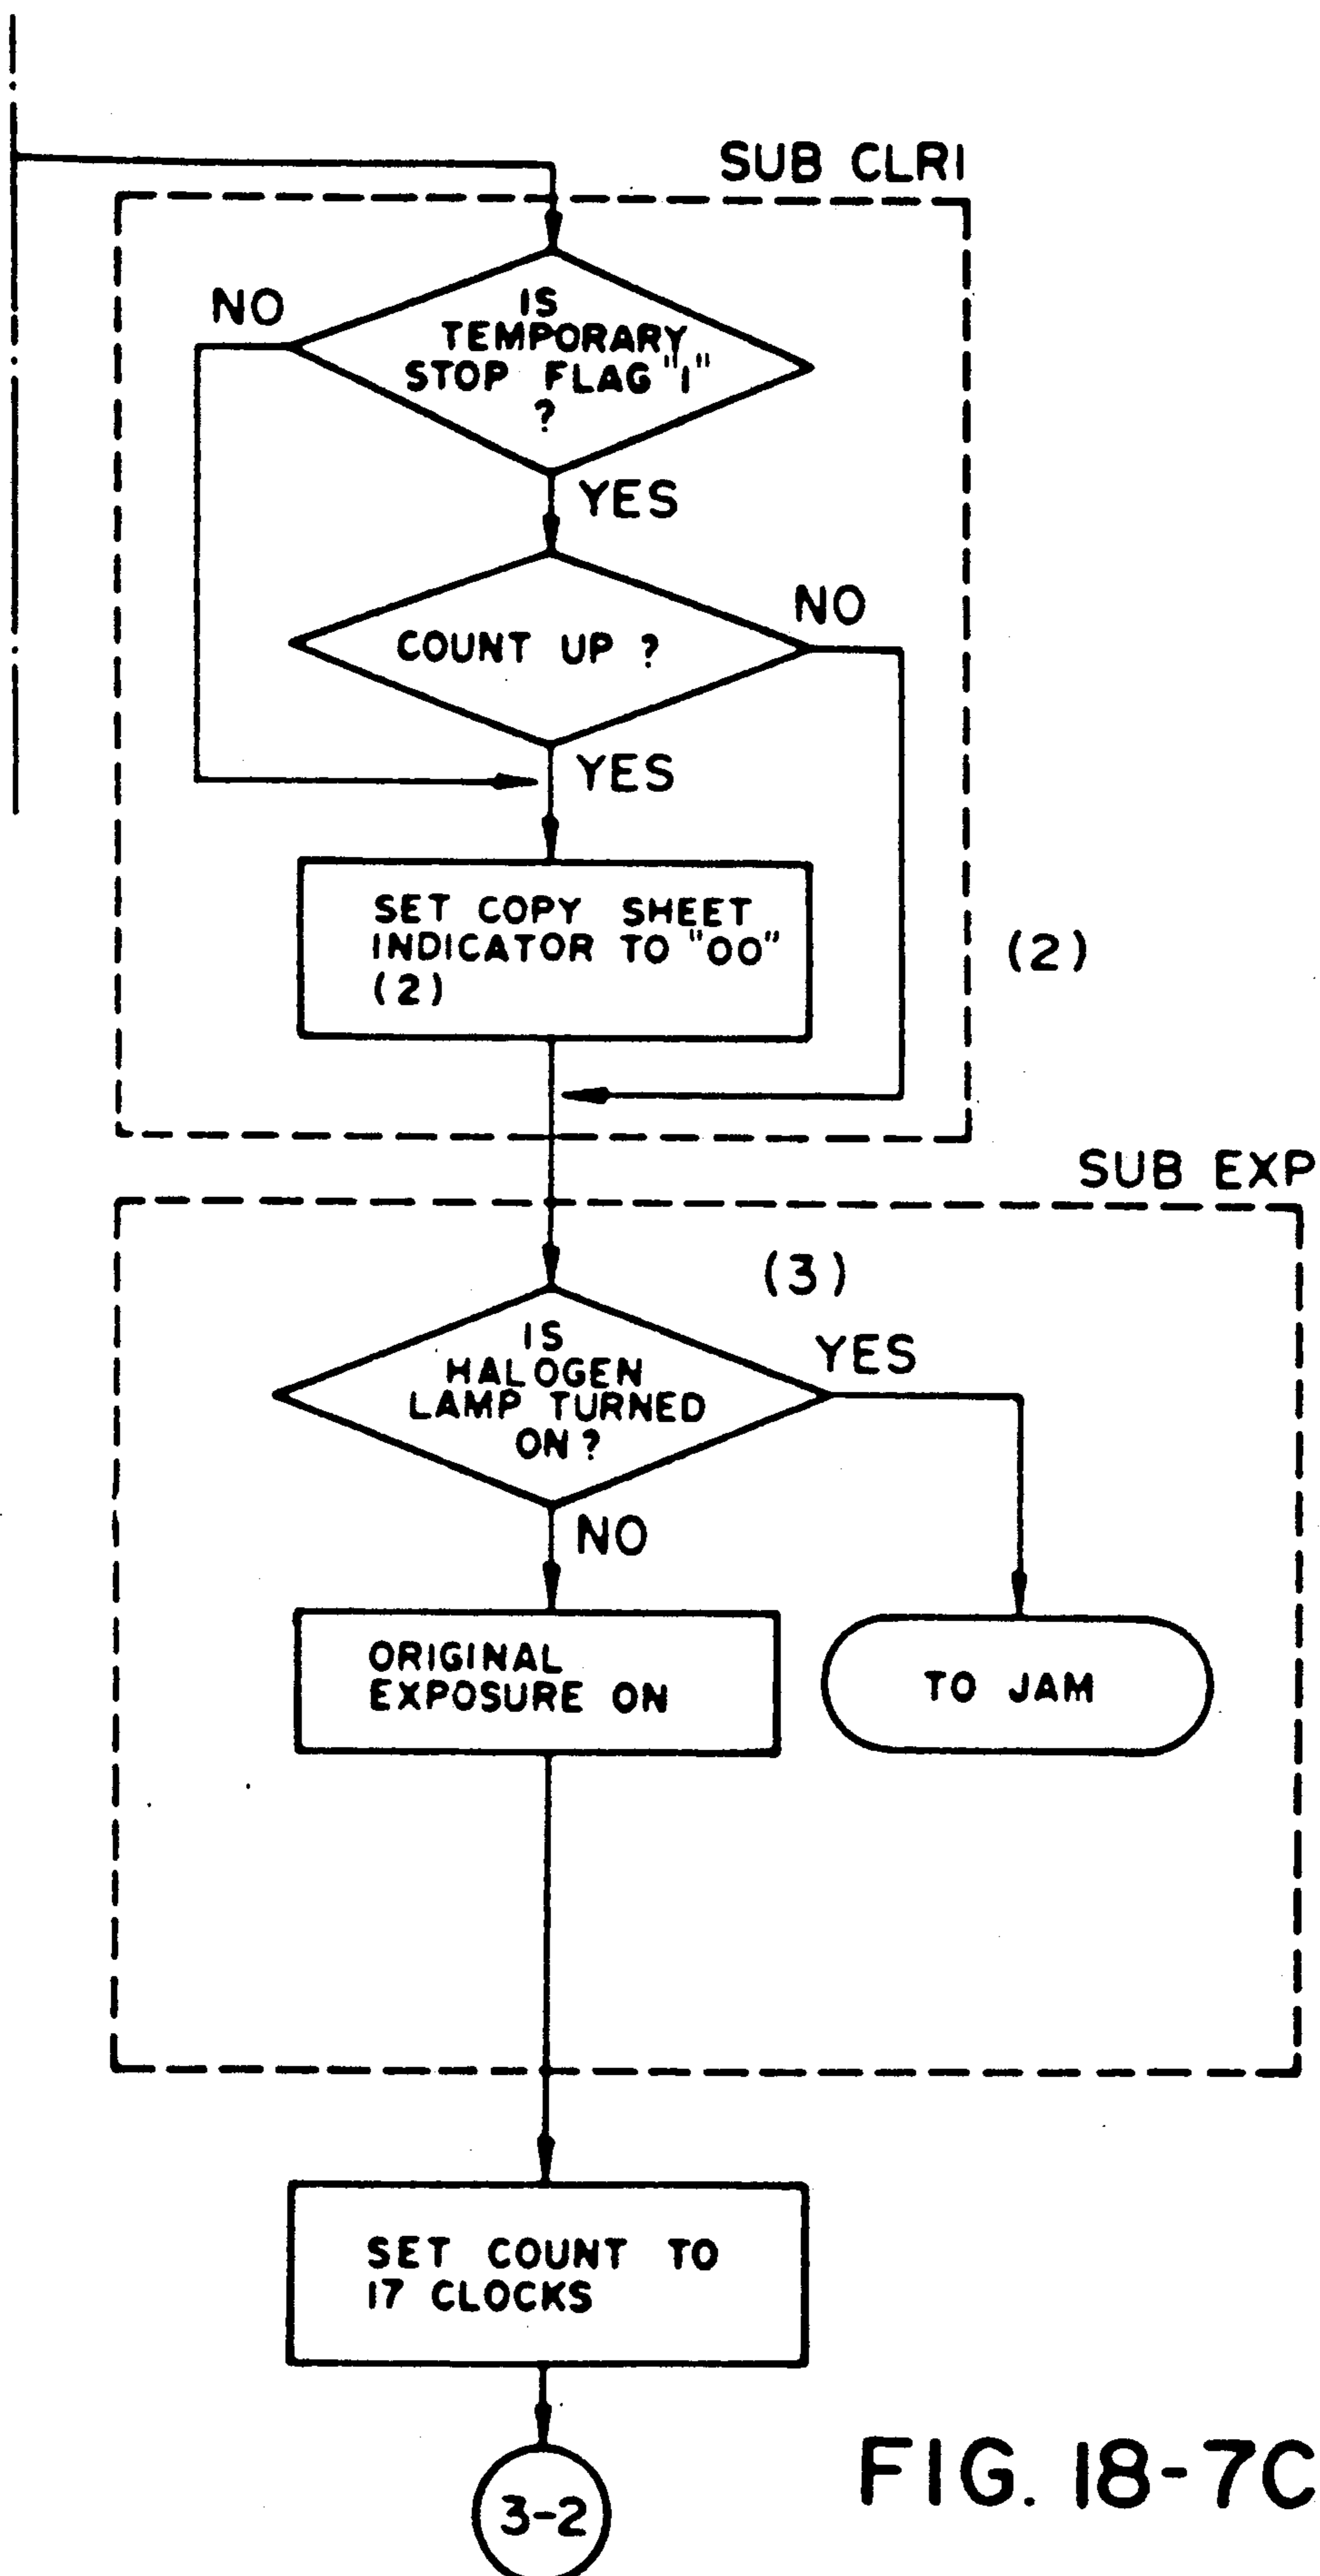 SUB CLRI
NO
IS
TEMPORARY
STOP FLAG "1"
?
YES
NO
COUNT UP ?
YES
SET COPY SHEET
INDICATOR TO "00"
(2)
(2)
SUB EXP
(3)
IS
HALOGEN
LAMP TURNED
ON ?
YES
NO
ORIGINAL
EXPOSURE ON
TO JAM
SET COUNT TO
17 CLOCKS
3-2
FIG. 18-7C